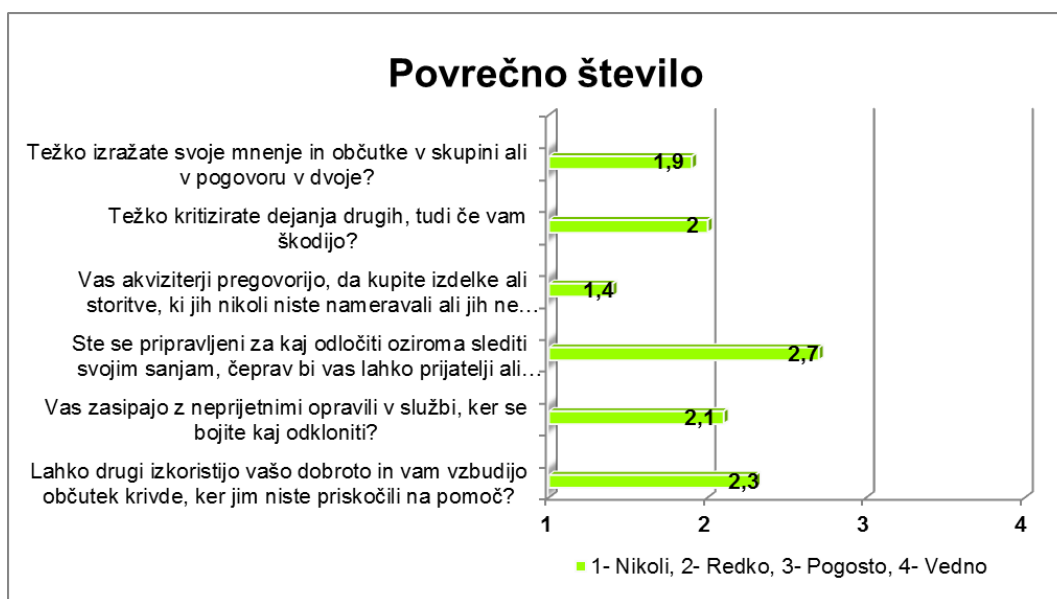 Povrečno število
Težko izražate svoje mnenje in občutke v skupini ali
v pogovoru v dvoje?
1,9
Težko kritizirate dejanja drugih, tudi če vam
škodijo?
2
Vas akviziterji pregovorijo, da kupite izdelke ali
storitve, ki jih nikoli niste nameravali ali jih ne…
1,4
Ste se pripravljeni za kaj odločiti oziroma slediti
svojim sanjam, čeprav bi vas lahko prijatelji ali…
2,7
Vas zasipajo z neprijetnimi opravili v službi, ker se
bojite kaj odkloniti?
2,1
Lahko drugi izkoristijo vašo dobroto in vam vzbudijo
občutek krivde, ker jim niste priskočili na pomoč?
2,3
1 2 3 4
1- Nikoli, 2- Redko, 3- Pogosto, 4- Vedno